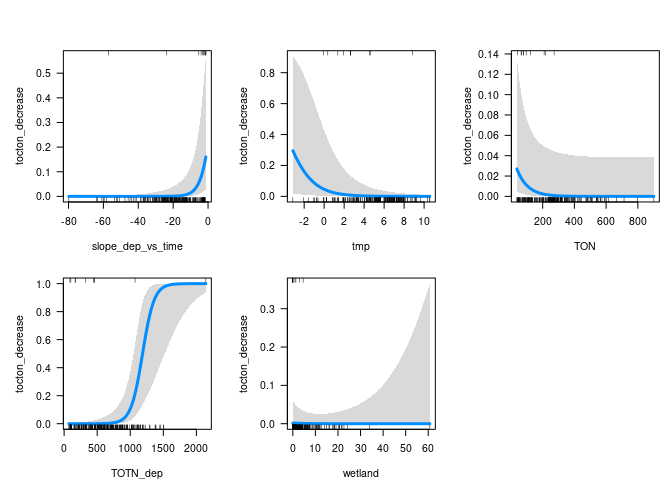 tocton_decrease
0.5
0.4
0.3
0.2
0.1
0.0
-80 -60 -40 -20 0
slope_dep_vs_time
tocton_decrease
0.8
0.6
0.4
0.2
0.0
-2 0 2 4 6 8 10
tmp
tocton_decrease
0.14
0.12
0.10
0.08
0.06
0.04
0.02
0.00
200 400 600 800
TON
tocton_decrease
1.0
0.8
0.6
0.4
0.2
0.0
0 500 1000 1500 2000
TOTN_dep
tocton_decrease
0.3
0.2
0.1
0.0
0 10 20 30 40 50 60
wetland